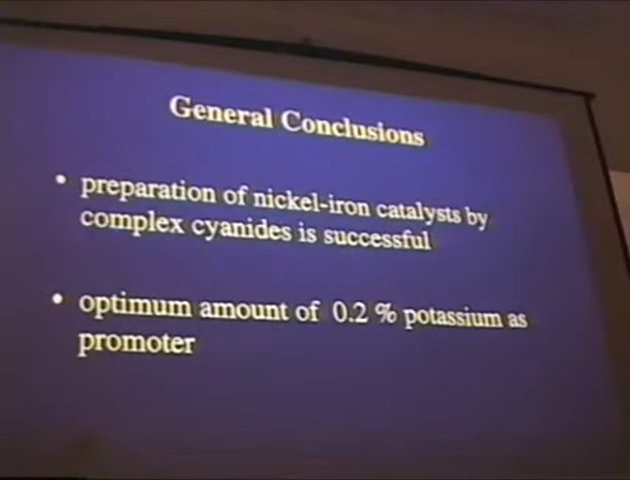 General Conclusions
• preparation of nickel-iron catalysts by
complex cyanides is successful
• optimum amount of 0.2 % potassium as
promoter